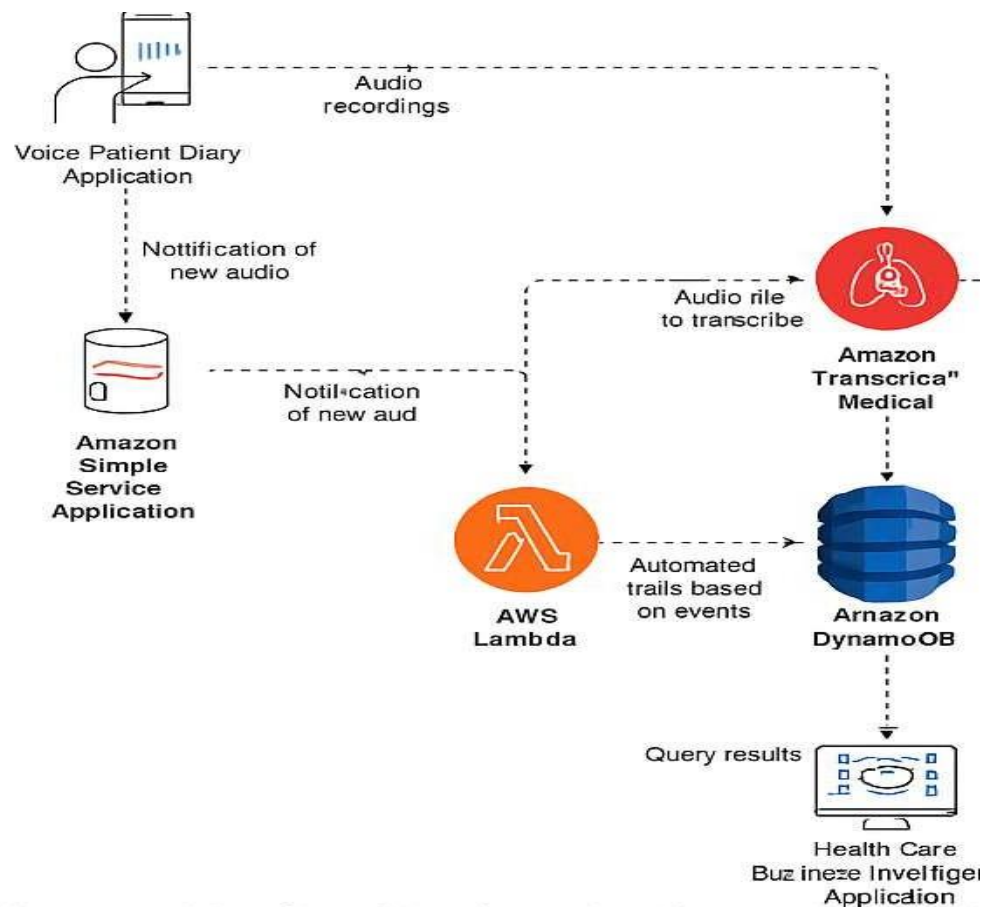 Audio
recordings
Voice Patient Diary
Application
Nottification of
new audio
Audio rile
to transcribe
Amazon
Transcrica"
Medical
Notil•cation
of new aud
Amazon
Simple
Service
Application
Automated
trails based
on events
AWS
Lambda
Arnazon
DynamoOB
Query results
Health Care
Buzineze Invelfiger
Application